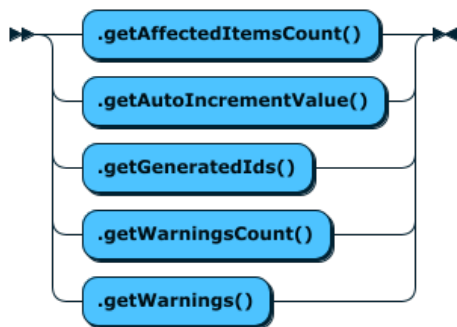 .getAffectedItemsCount()
.getAutoIncrementValue()
.getGeneratedIds()
.getWarningsCount()
.getWarnings()